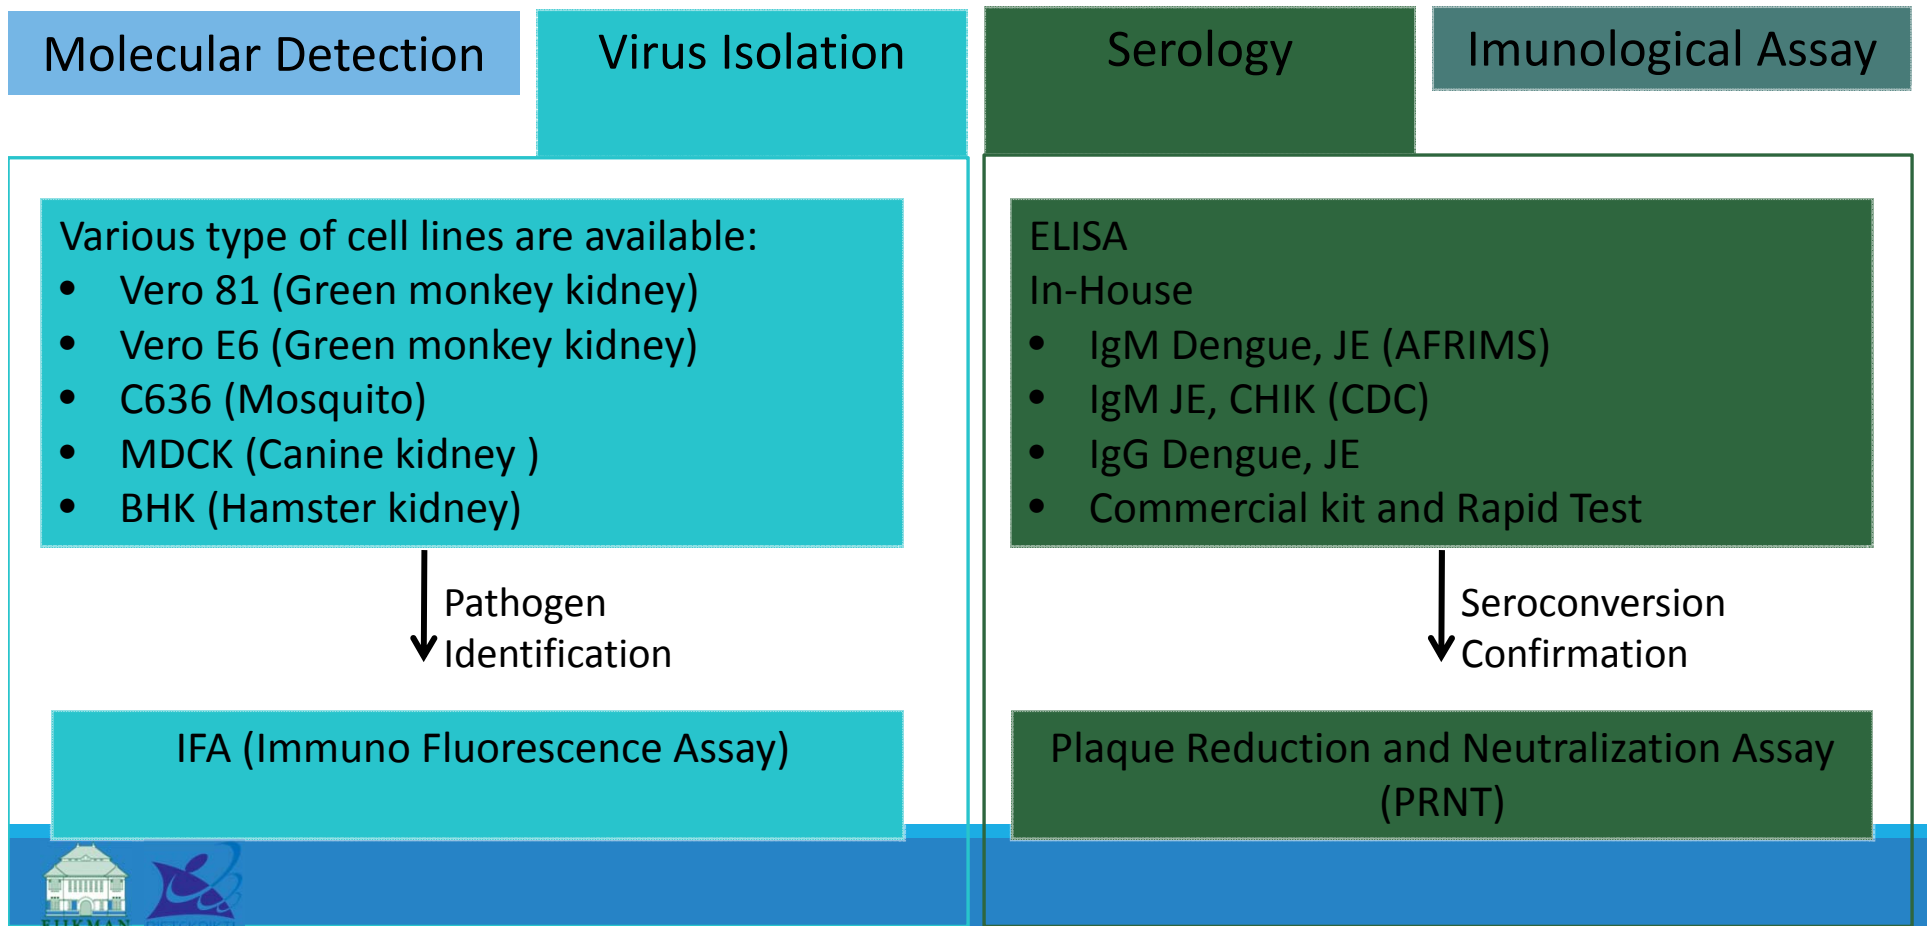 Molecular Detection
Virus Isolation
Serology
Imunological Assay
Various type of cell lines are available:
• Vero 81 (Green monkey kidney)
• Vero E6 (Green monkey kidney)
• C636 (Mosquito)
• MDCK (Canine kidney )
• BHK (Hamster kidney)
Pathogen
Identification
IFA (Immuno Fluorescence Assay)
ELISA
In-House
• IgM Dengue, JE (AFRIMS)
• IgM JE, CHIK (CDC)
• IgG Dengue, JE
• Commercial kit and Rapid Test
Seroconversion
Confirmation
Plaque Reduction and Neutralization Assay
(PRNT)
EIJKMAN